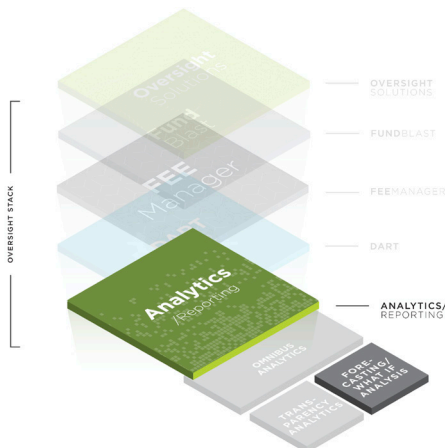 Oversight
Solutions
OVERSIGHT
SOLUTIONS
Fund
Blast
FUNDBLAST
FEE
Manager
FEEMANAGER
DART
DART
OVERSIGHT STACK
Analytics
/Reporting
ANALYTICS/
REPORTING
OMNIBUS
ANALYTICS
FORE-
CASTING/
WHAT IF
ANALYSIS
TRANS-
PARENCY
ANALYTICS